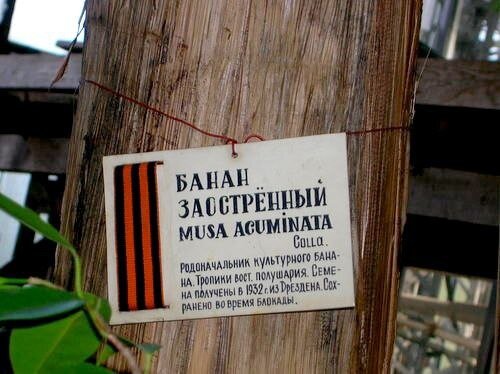 БАНАН
ЗАОСТРЁННЫЙ
MUSA ACUMINATA
COLLA.
РОДОНАЧАЛЬНИК КУЛЬТУРНОГО БАНА-
НА. ТРОПИКИ ВОСТ. ПОЛУШАРИЯ. СЕМЕ-
НА ПОЛУЧЕНЫ В 1932 Г. ИЗ ДРЕЗДЕНА. СОХ-
РАНЕНО ВО ВРЕМЯ БЛОКАДЫ.